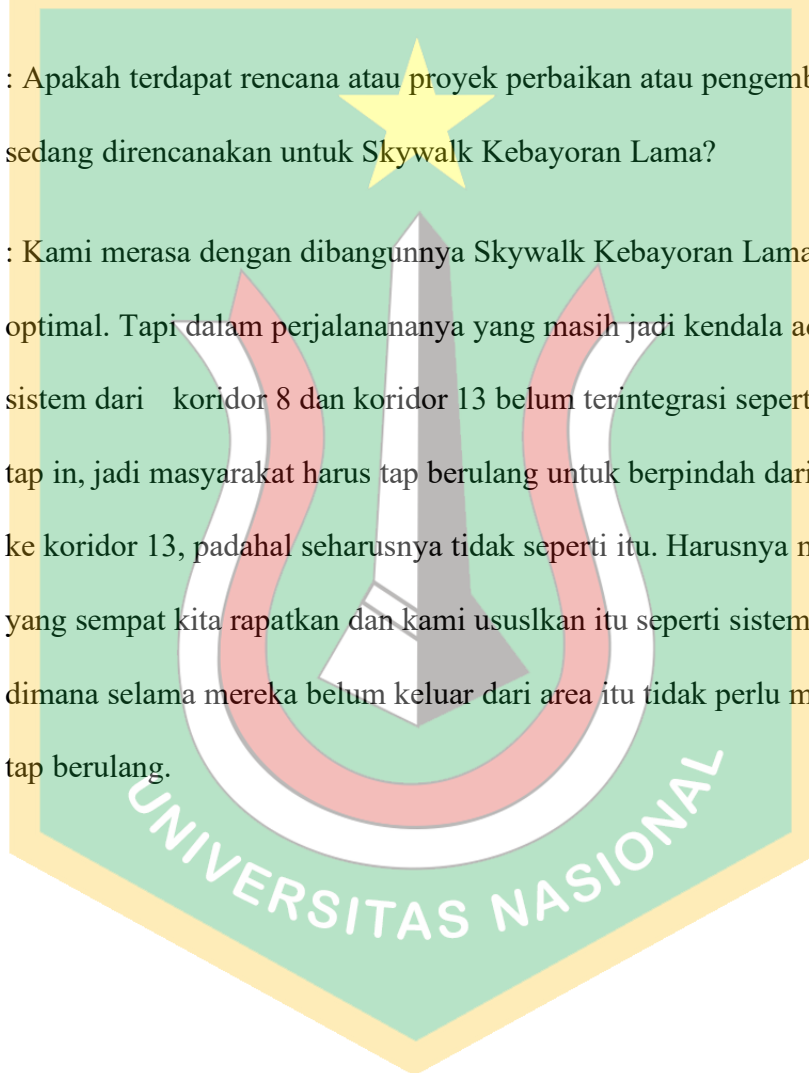 : Apakah terdapat rencana atau proyek perbaikan atau
sedang direncanakan untuk Skywalk Kebayoran Lama?
: Kami merasa dengan dibangunnya Skywalk Kebayoran Lama
optimal. Tapi dalam perjalanananya yang masih jadi kendala
sistem dari koridor 8 dan koridor 13 belum terintegrasi
tap in, jadi masyarakat harus tap berulang untuk berpindah dari
ke koridor 13, padahal seharusnya tidak seperti itu. Harusnya
yang sempat kita rapatkan dan kami ususlkan itu seperti sistem
dimana selama mereka belum keluar dari area itu tidak perlu
tap berulang.
UNIVERSITAS NASIONAL